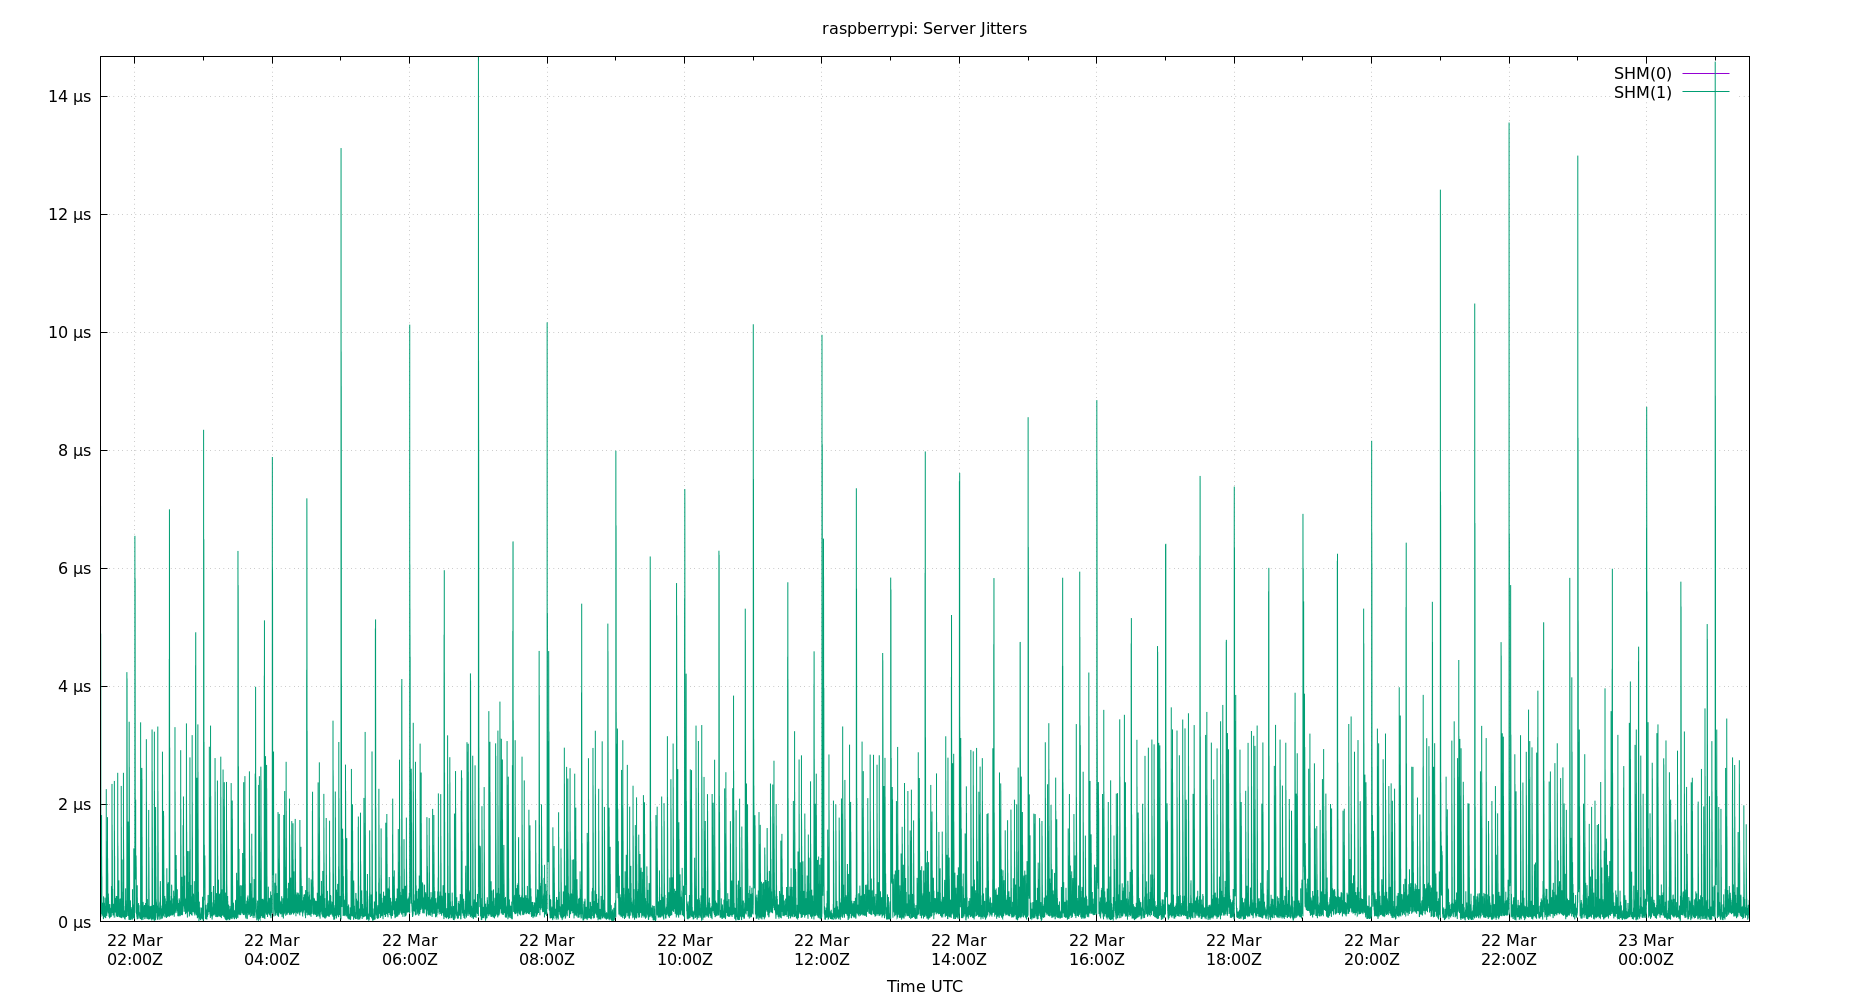 raspberrypi: Server Jitters
SHM(0)
SHM(1)
14 µs
12 µs
10 µs
8 µs
6 µs
4 µs
2 µs
0 µs
22 Mar 22 Mar 22 Mar 22 Mar 22 Mar 22 Mar 22 Mar 22 Mar 22 Mar 22 Mar 22 Mar 23 Mar
02:00Z 04:00Z 06:00Z 08:00Z 10:00Z 12:00Z 14:00Z 16:00Z 18:00Z 20:00Z 22:00Z 00:00Z
Time UTC